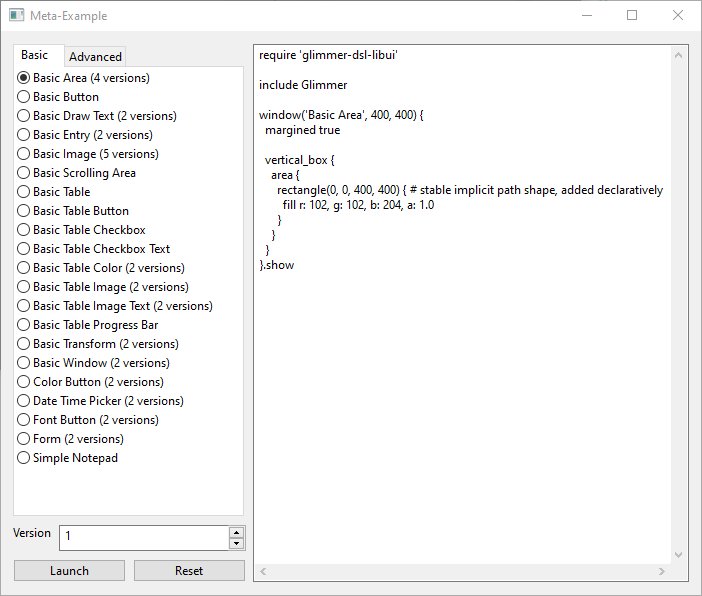 Meta-Example
Basic
Advanced
Basic Area (4 versions)
Basic Button
Basic Draw Text (2 versions)
Basic Entry (2 versions)
Basic Image (5 versions)
Basic Scrolling Area
Basic Table
Basic Table Button
Basic Table Checkbox
Basic Table Checkbox Text
Basic Table Color (2 versions)
Basic Table Image (2 versions)
Basic Table Image Text (2 versions)
Basic Table Progress Bar
Basic Transform (2 versions)
Basic Window (2 versions)
Color Button (2 versions)
Date Time Picker (2 versions)
Font Button (2 versions)
Form (2 versions)
Simple Notepad
Version
1
Launch
Reset
require 'glimmer-dsl-libui'
include Glimmer
window('Basic Area', 400, 400) {
margined true
vertical_box {
area {
rectangle(0, 0, 400, 400) { # stable implicit path shape, added declaratively
fill r: 102, g: 102, b: 204, a: 1.0
}
}
}
}.show